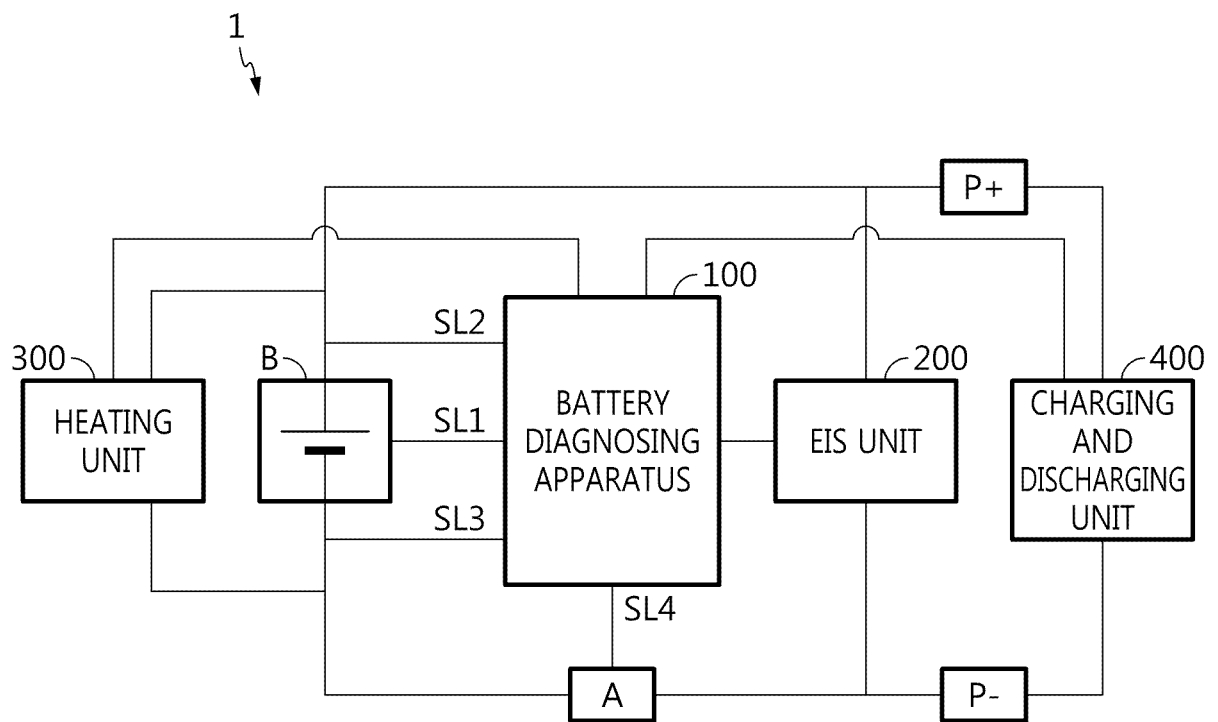 1
P+
100
SL2
300
B
200
400
HEATING
UNIT
SL1
BATTERY
DIAGNOSING
APPARATUS
EIS UNIT
CHARGING
AND
DISCHARGING
UNIT
SL3
SL4
A
P-